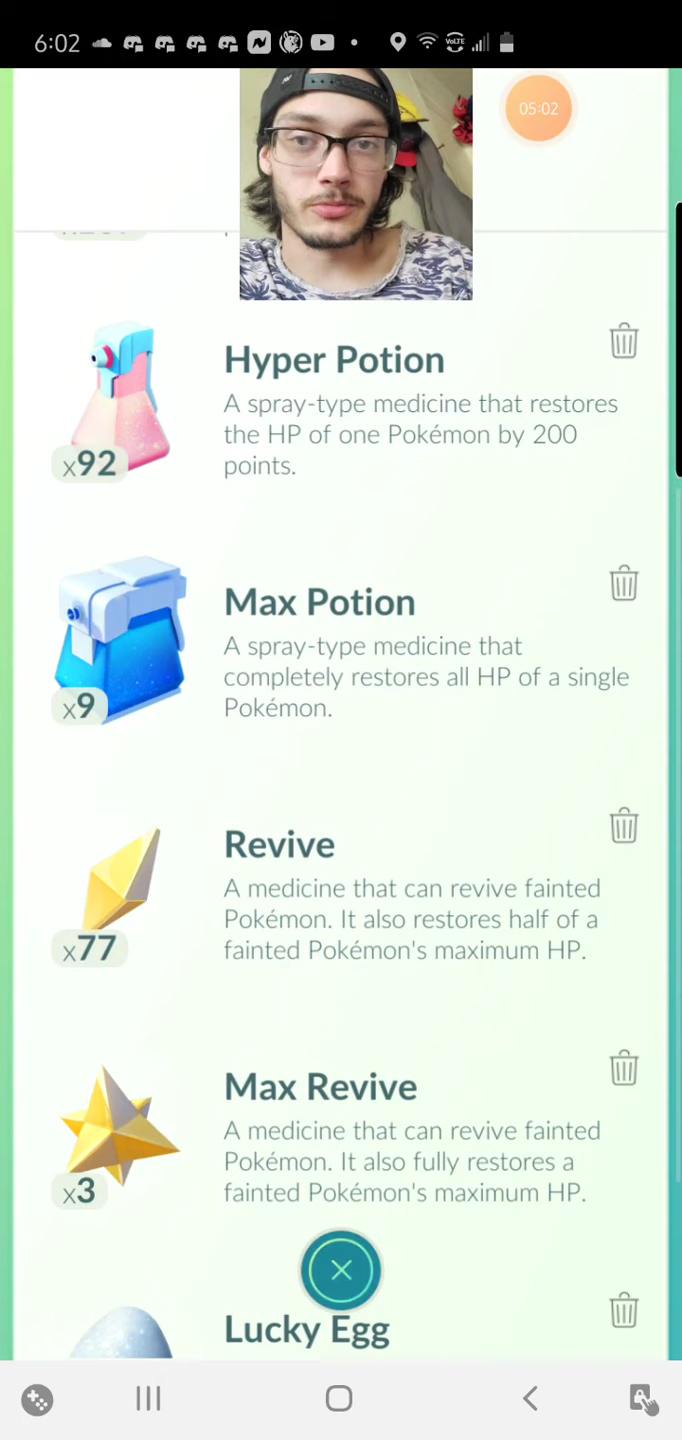 6:02
VoLTE
05:02
Hyper Potion
A spray-type medicine that restores
the HP of one Pokémon by 200
points.
x92
Max Potion
A spray-type medicine that
completely restores all HP of a single
Pokémon.
x9
Revive
A medicine that can revive fainted
Pokémon. It also restores half of a
fainted Pokémon's maximum HP.
x77
Max Revive
A medicine that can revive fainted
Pokémon. It also fully restores a
fainted Pokémon's maximum HP.
x3
Lucky Egg